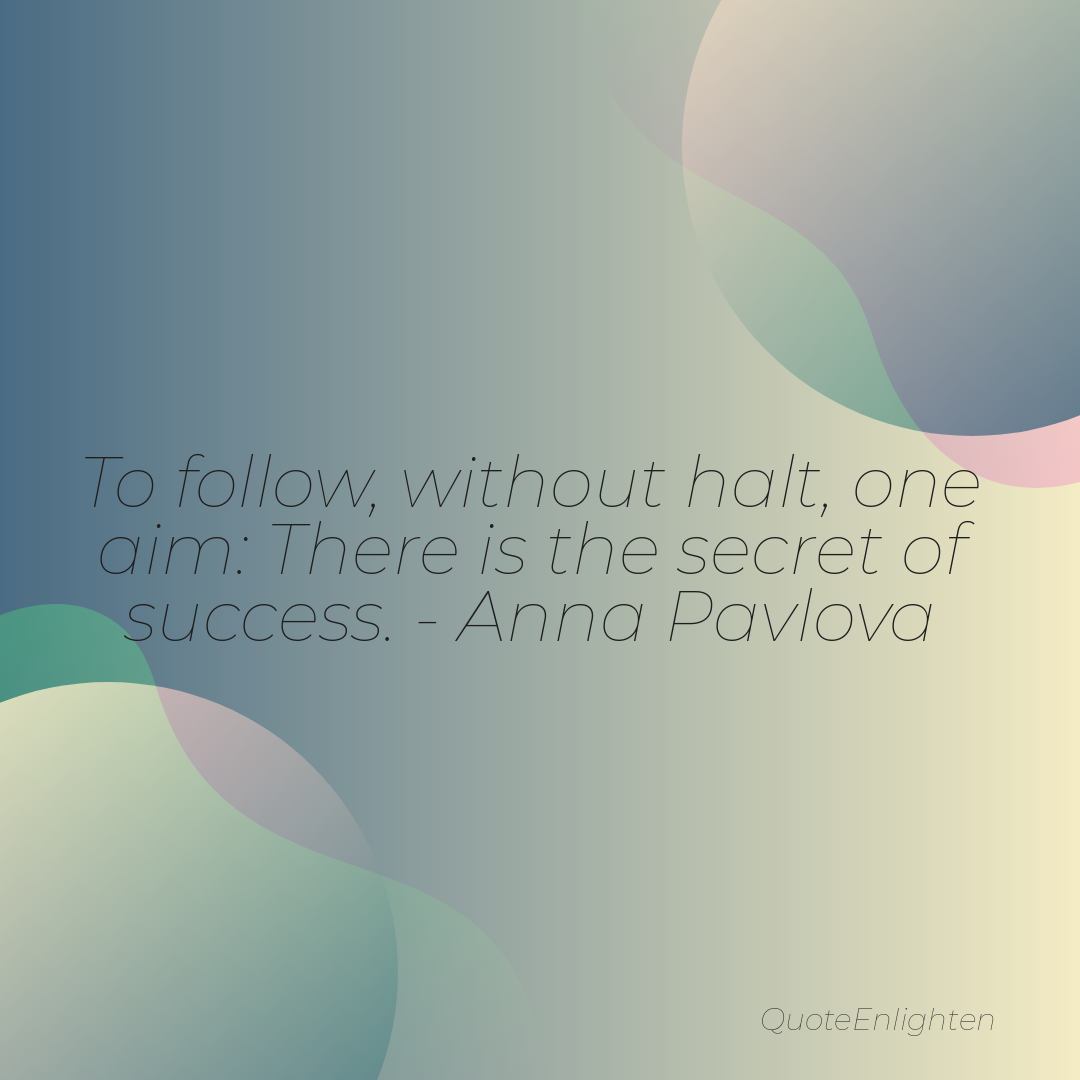 To follow, without halt, one
aim: There is the secret of
success. - Anna Pavlova
QuoteEnlighten